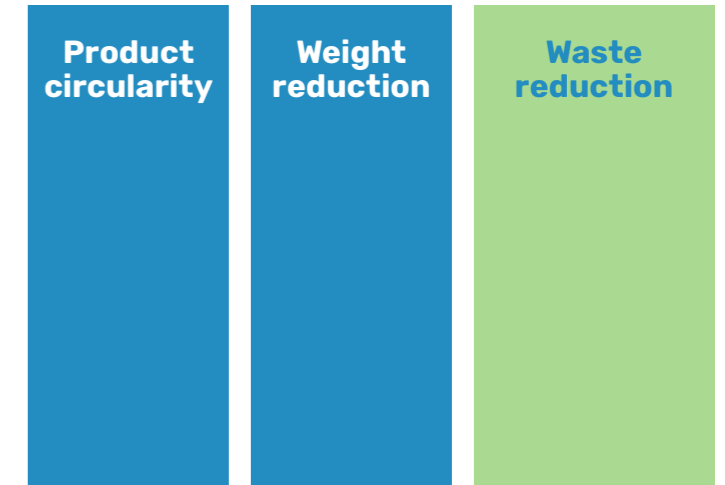 Product
circularity
Weight
reduction
Waste
reduction